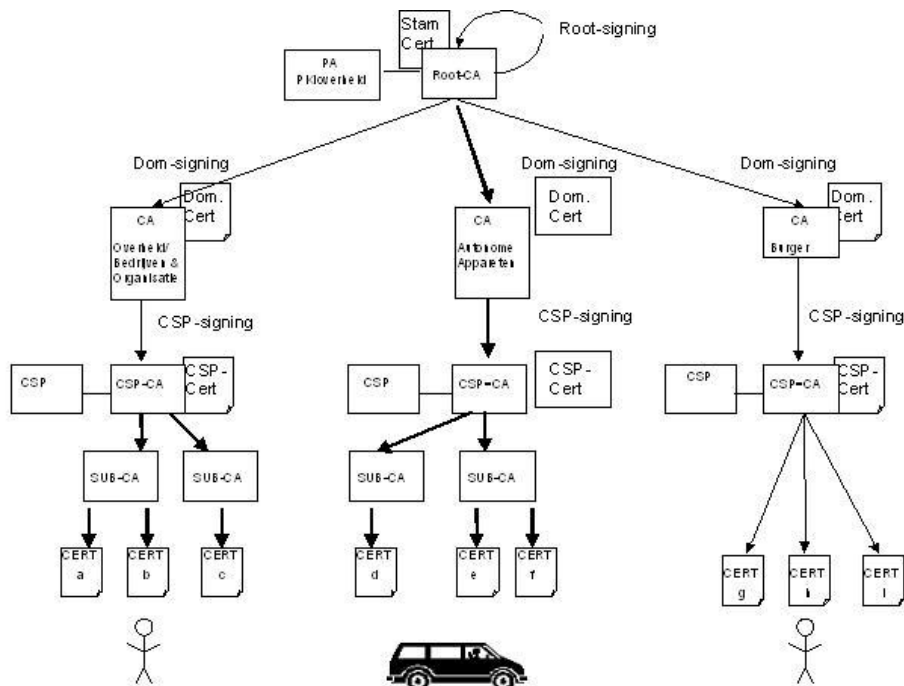 Stam
Cert
Root-signing
PA
PKIoverheid
Root-CA
Dom-signing
Dom-signing
Dom-signing
Dom.
Cert
Dom.
Cert
Dom.
Cert
CA
Overheid/
Bedrijven &
Organisatie
CA
Autonome
Apparaten
CA
Burger
CSP-signing
CSP-signing
CSP-signing
CSP
CSP-CA
CSP-
Cert
CSP
CSP-CA
CSP-
Cert
CSP
CSP-CA
CSP-
Cert
SUB-CA
SUB-CA
SUB-CA
SUB-CA
CERT
a
CERT
b
CERT
c
CERT
d
CERT
e
CERT
f
CERT
g
CERT
h
CERT
i